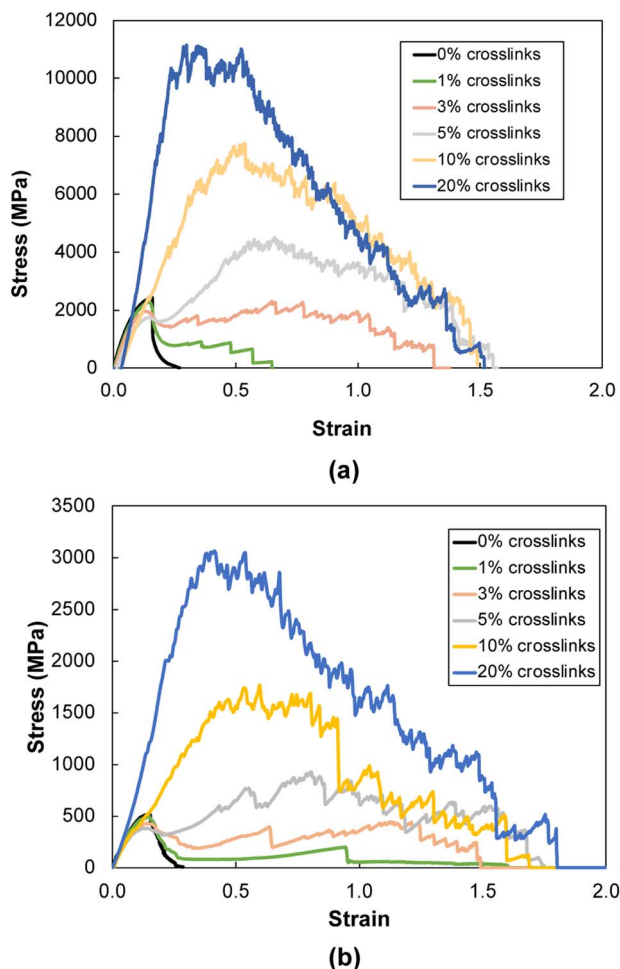 12000
10000
8000
6000
4000
2000
0
Stress (MPa)
0% crosslinks
1% crosslinks
3% crosslinks
5% crosslinks
10% crosslinks
20% crosslinks
0.0 0.5 1.0 1.5 2.0
Strain
(a)
3500
3000
2500
2000
1500
1000
500
0
Stress (MPa)
0% crosslinks
1% crosslinks
3% crosslinks
5% crosslinks
10% crosslinks
20% crosslinks
0.0 0.5 1.0 1.5 2.0
Strain
(b)